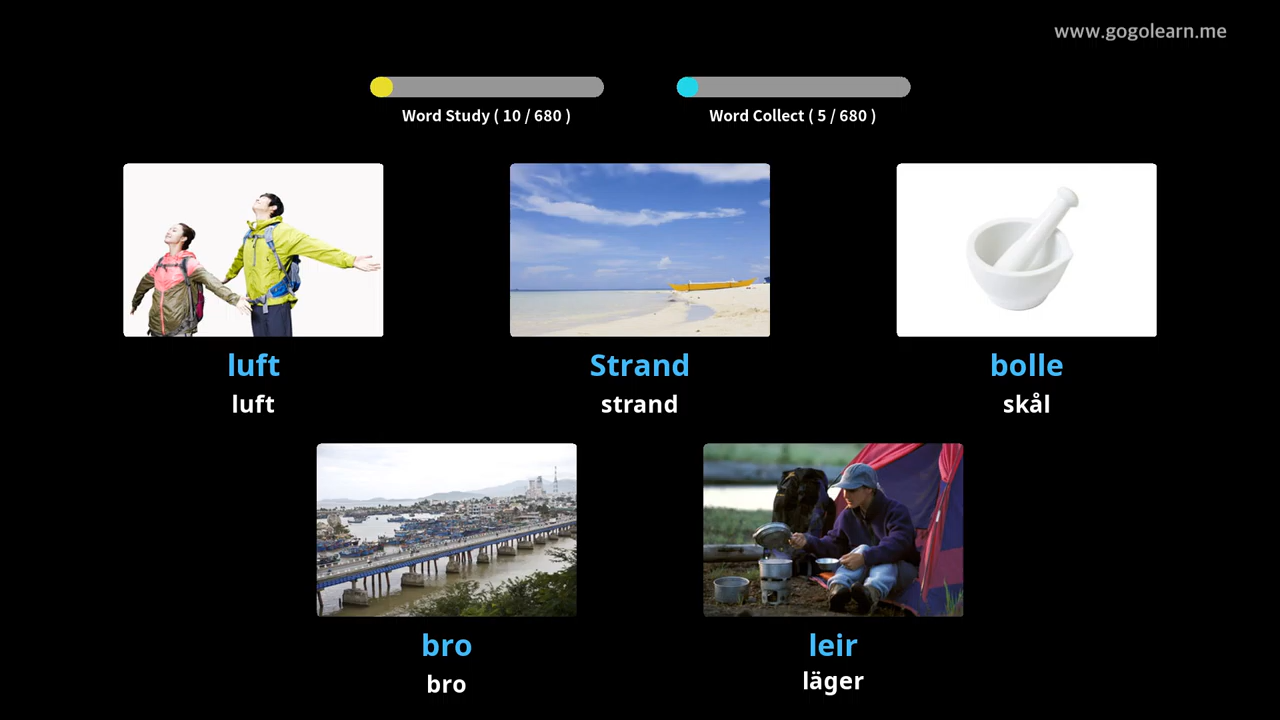 www.gogolearn.me
Word Study ( 10 / 680 )
Word Collect ( 5 / 680 )
luft
luft
Strand
strand
bolle
skål
bro
bro
leir
läger